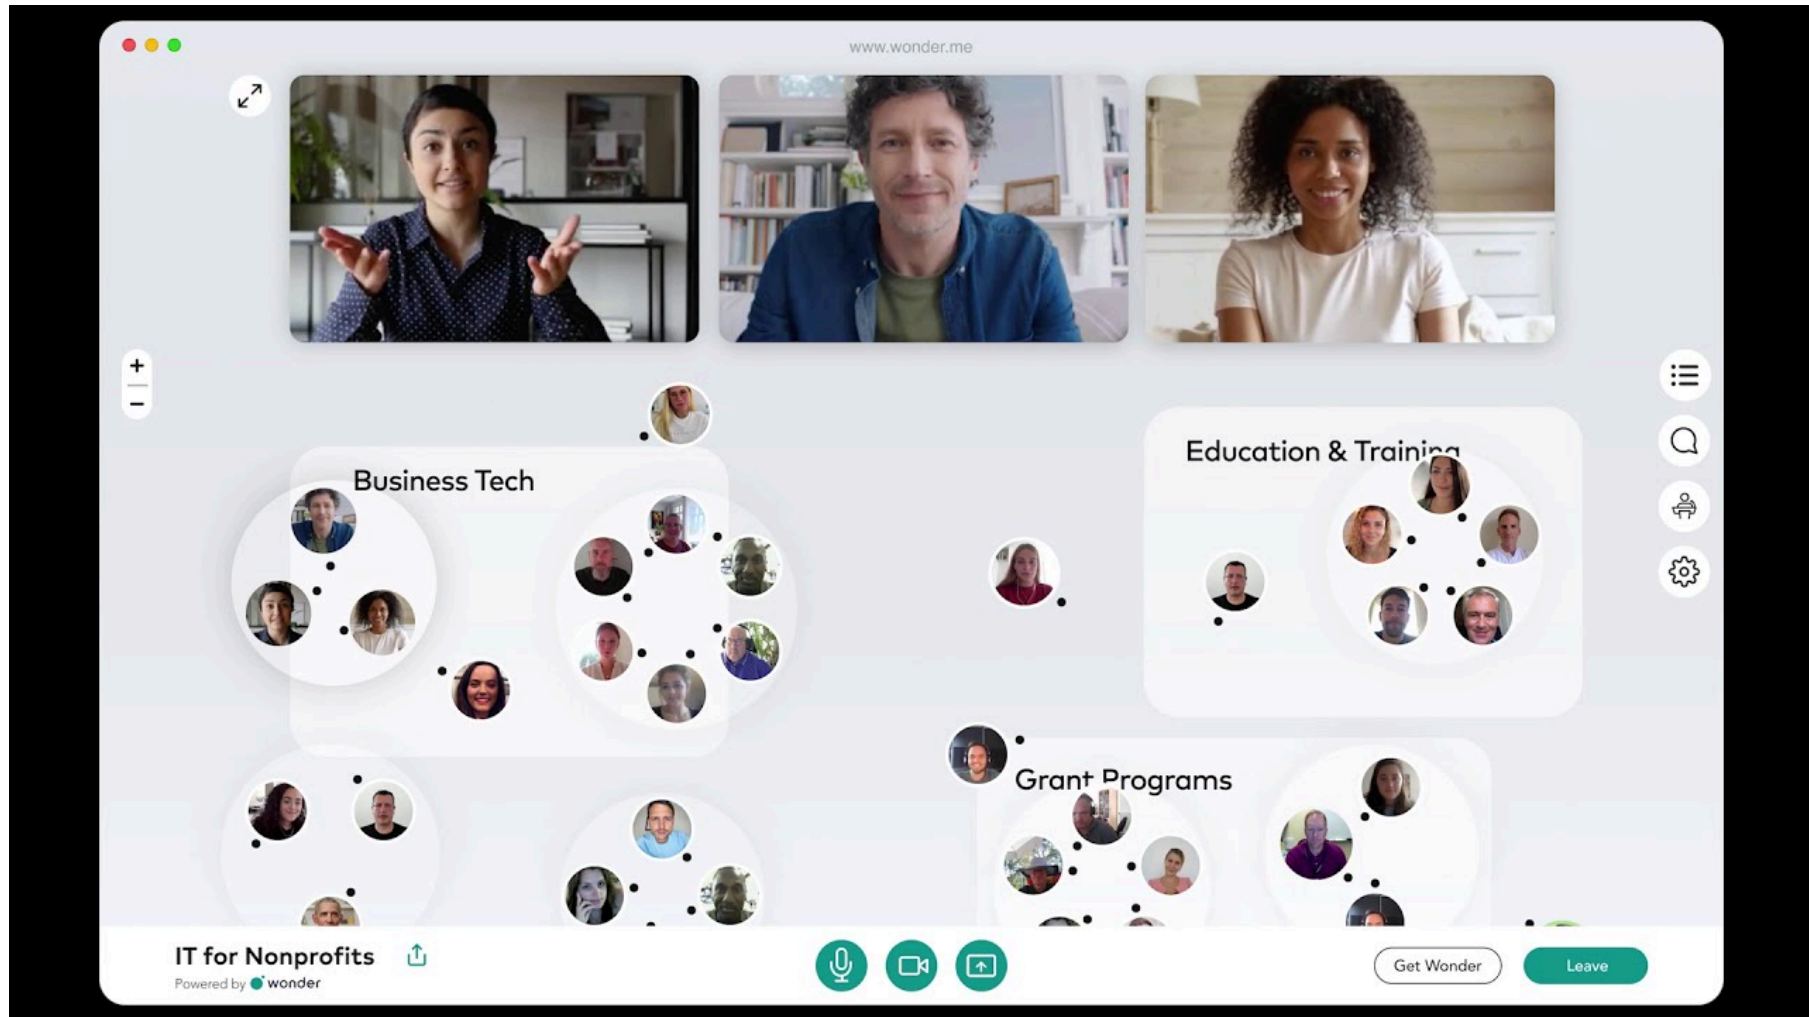 www.wonder.me
Business Tech
Education & Training
Grant Programs
IT for Nonprofits
Powered by wonder
Get Wonder
Leave